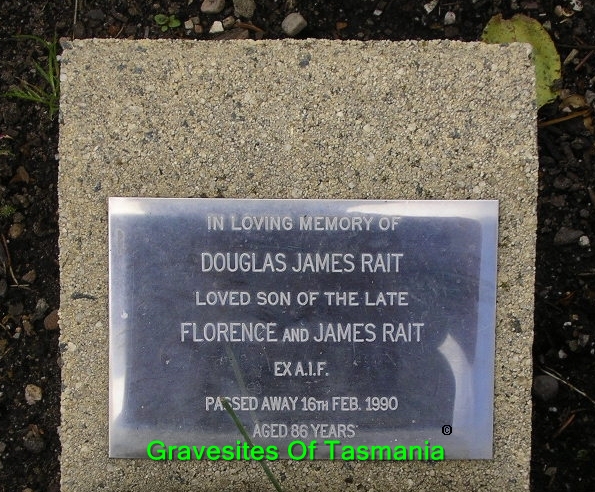 IN LOVING MEMORY OF
DOUGLAS JAMES RAIT
LOVED SON OF THE LATE
FLORENCE AND JAMES RAIT
EX A.I.F.
PASSED AWAY 16TH FEB. 1990
AGED 86 YEARS
©
Gravesites Of Tasmania